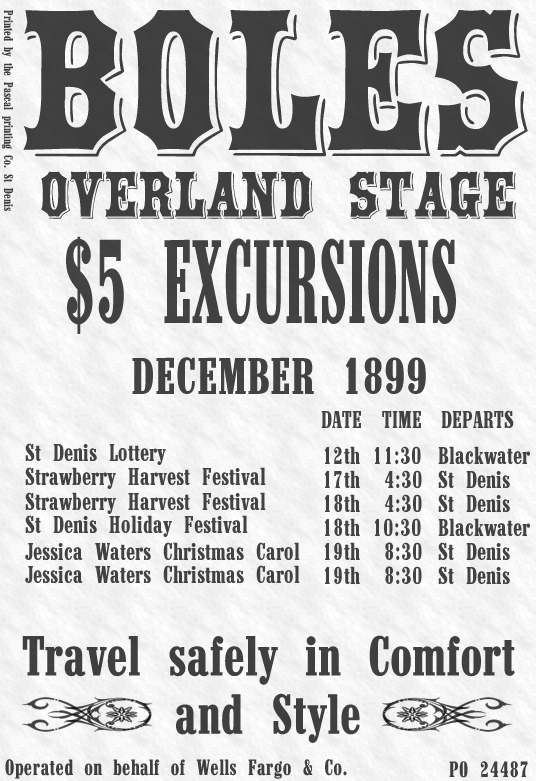 Printed by the Pascal printing Co. St Denis
BOLES
OVERLAND STAGE
$5 EXCURSIONS
DECEMBER 1899
DATE TIME DEPARTS
St Denis Lottery 12th 11:30 Blackwater
Strawberry Harvest Festival 17th 4:30 St Denis
Strawberry Harvest Festival 18th 4:30 St Denis
St Denis Holiday Festival 18th 10:30 Blackwater
Jessica Waters Christmas Carol 19th 8:30 St Denis
Jessica Waters Christmas Carol 19th 8:30 St Denis
Travel safely in Comfort
and Style
Operated on behalf of Wells Fargo & Co. PO 24487